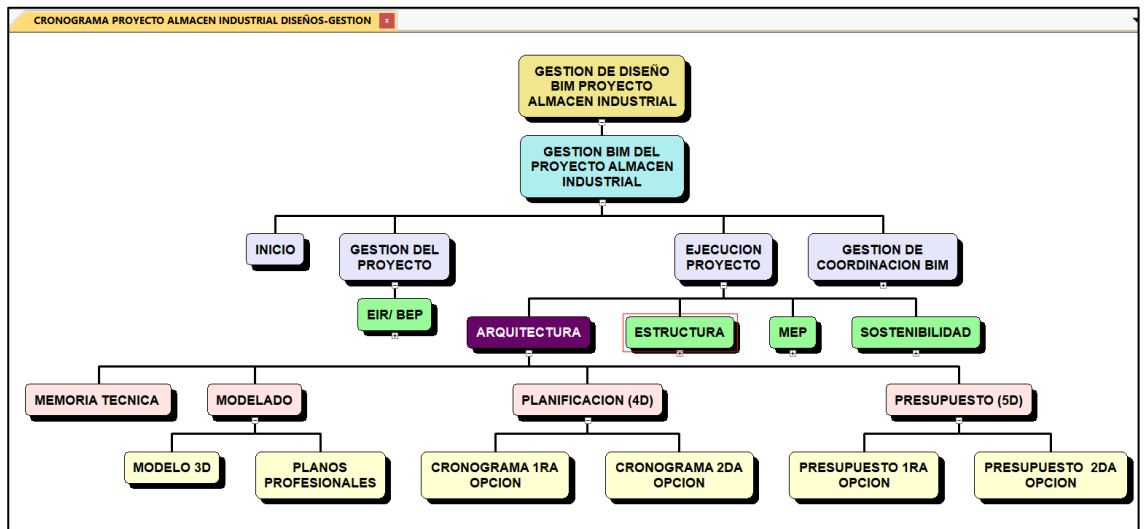 CRONOGRAMA PROYECTO ALMACEN INDUSTRIAL DISEÑOS-GESTION x
GESTION DE DISEÑO
BIM PROYECTO
ALMACEN INDUSTRIAL
GESTION BIM DEL
PROYECTO ALMACEN
INDUSTRIAL
INICIO
GESTION DEL
PROYECTO
EJECUCION
PROYECTO
GESTION DE
COORDINACION BIM
EIR/ BEP
ARQUITECTURA
ESTRUCTURA
MEP
SOSTENIBILIDAD
MEMORIA TECNICA
MODELADO
PLANIFICACION (4D)
PRESUPUESTO (5D)
MODELO 3D
PLANOS
PROFESIONALES
CRONOGRAMA 1RA
OPCION
CRONOGRAMA 2DA
OPCION
PRESUPUESTO 1RA
OPCION
PRESUPUESTO 2DA
OPCION